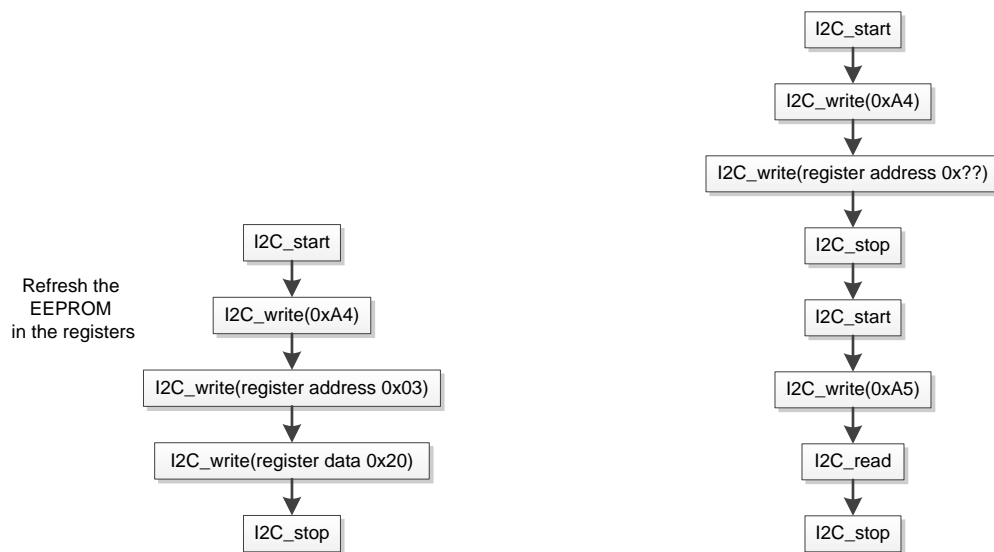 Refresh the
EEPROM
in the registers
I2C_start
I2C_write(0xA4)
I2C_write(register address 0x03)
I2C_write(register data 0x20)
I2C_stop
I2C_start
I2C_write(0xA4)
I2C_write(register address 0x??)
I2C_stop
I2C_start
I2C_write(0xA5)
I2C_read
I2C_stop